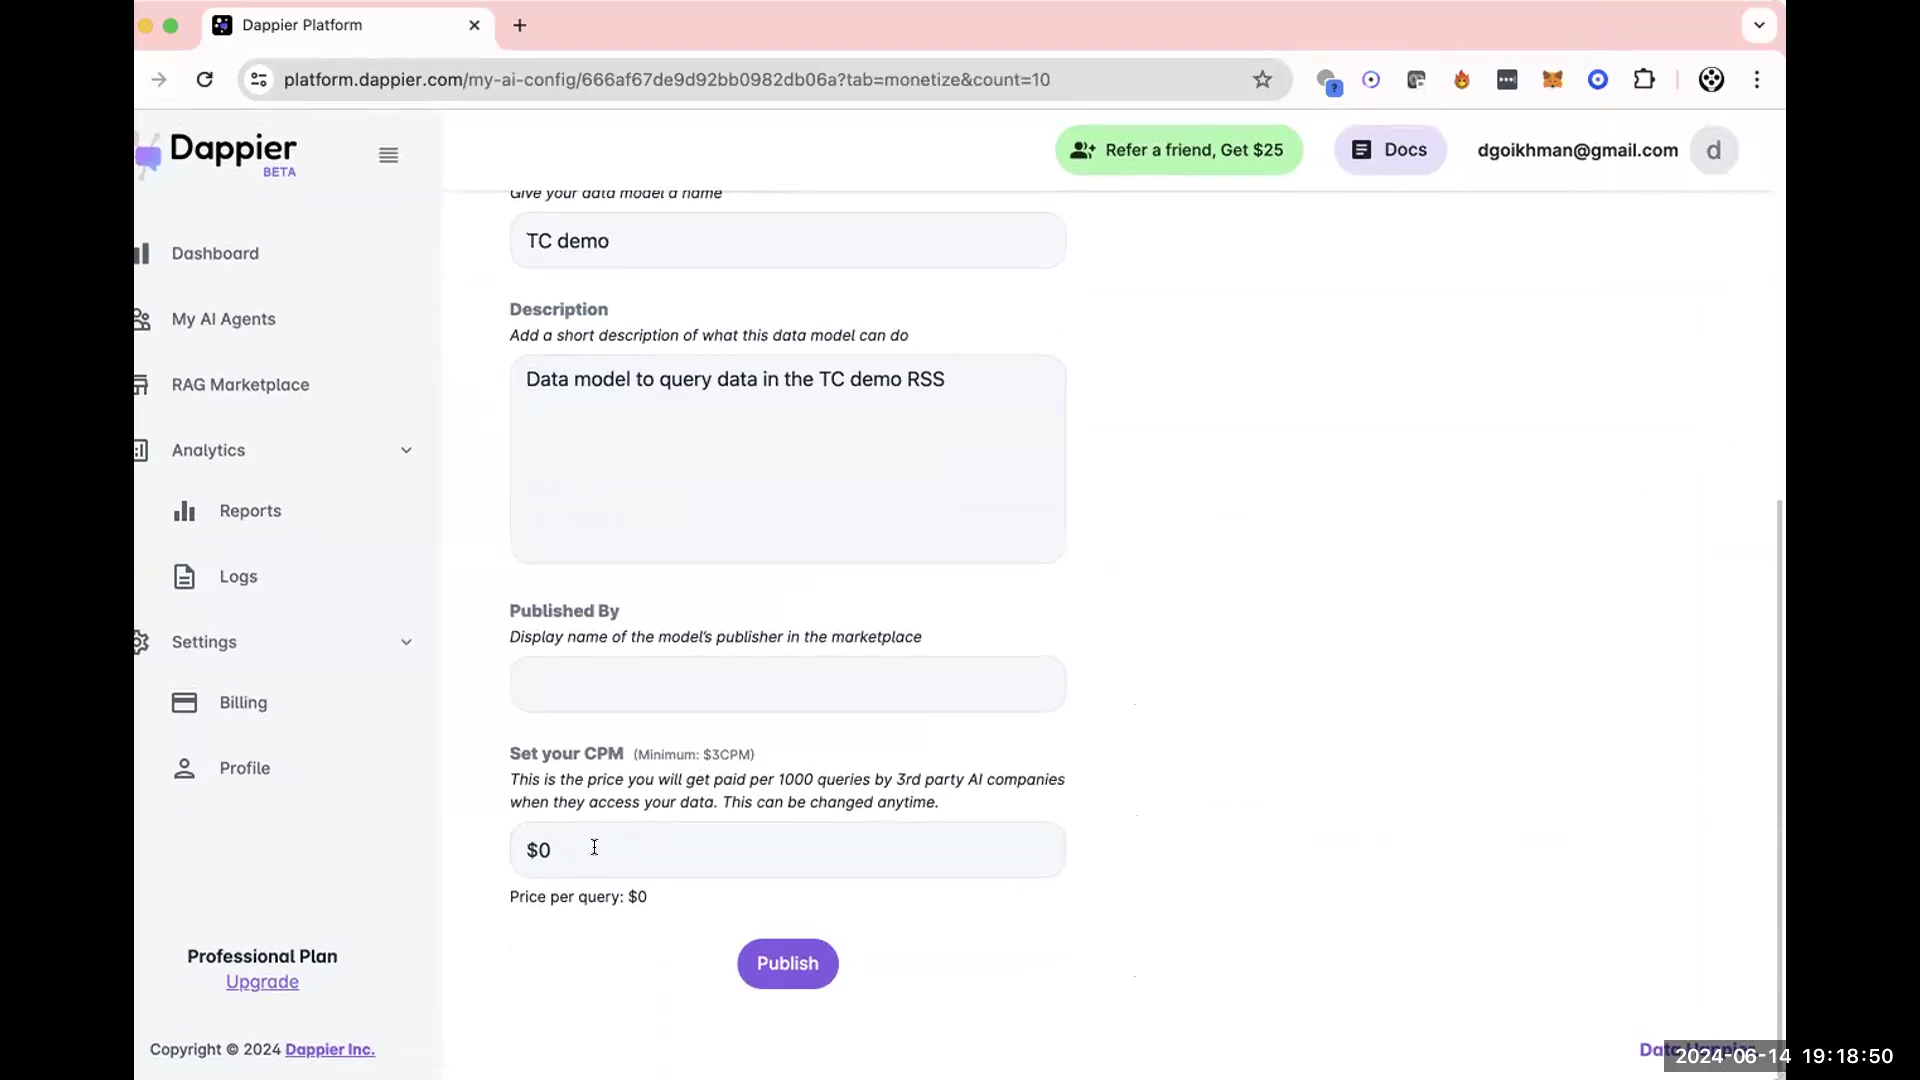 Dappier Platform
platform.dappier.com/my-ai-config/666af67de9d92bb0982db06a?tab=monetize&count=10
?
Dappier
BETA
Refer a friend, Get $25
Docs
dgoikhman@gmail.com
d
Dashboard
My AI Agents
RAG Marketplace
Analytics
Reports
Logs
Settings
Billing
Profile
Professional Plan
Upgrade
Copyright © 2024 Dappier Inc.
Give your data model a name
TC demo
Description
Add a short description of what this data model can do
Data model to query data in the TC demo RSS
Published By
Display name of the model's publisher in the marketplace
Set your CPM (Minimum: $3CPM)
This is the price you will get paid per 1000 queries by 3rd party AI companies
when they access your data. This can be changed anytime.
$0
Price per query: $0
Publish
2024-06-14 19:18:50